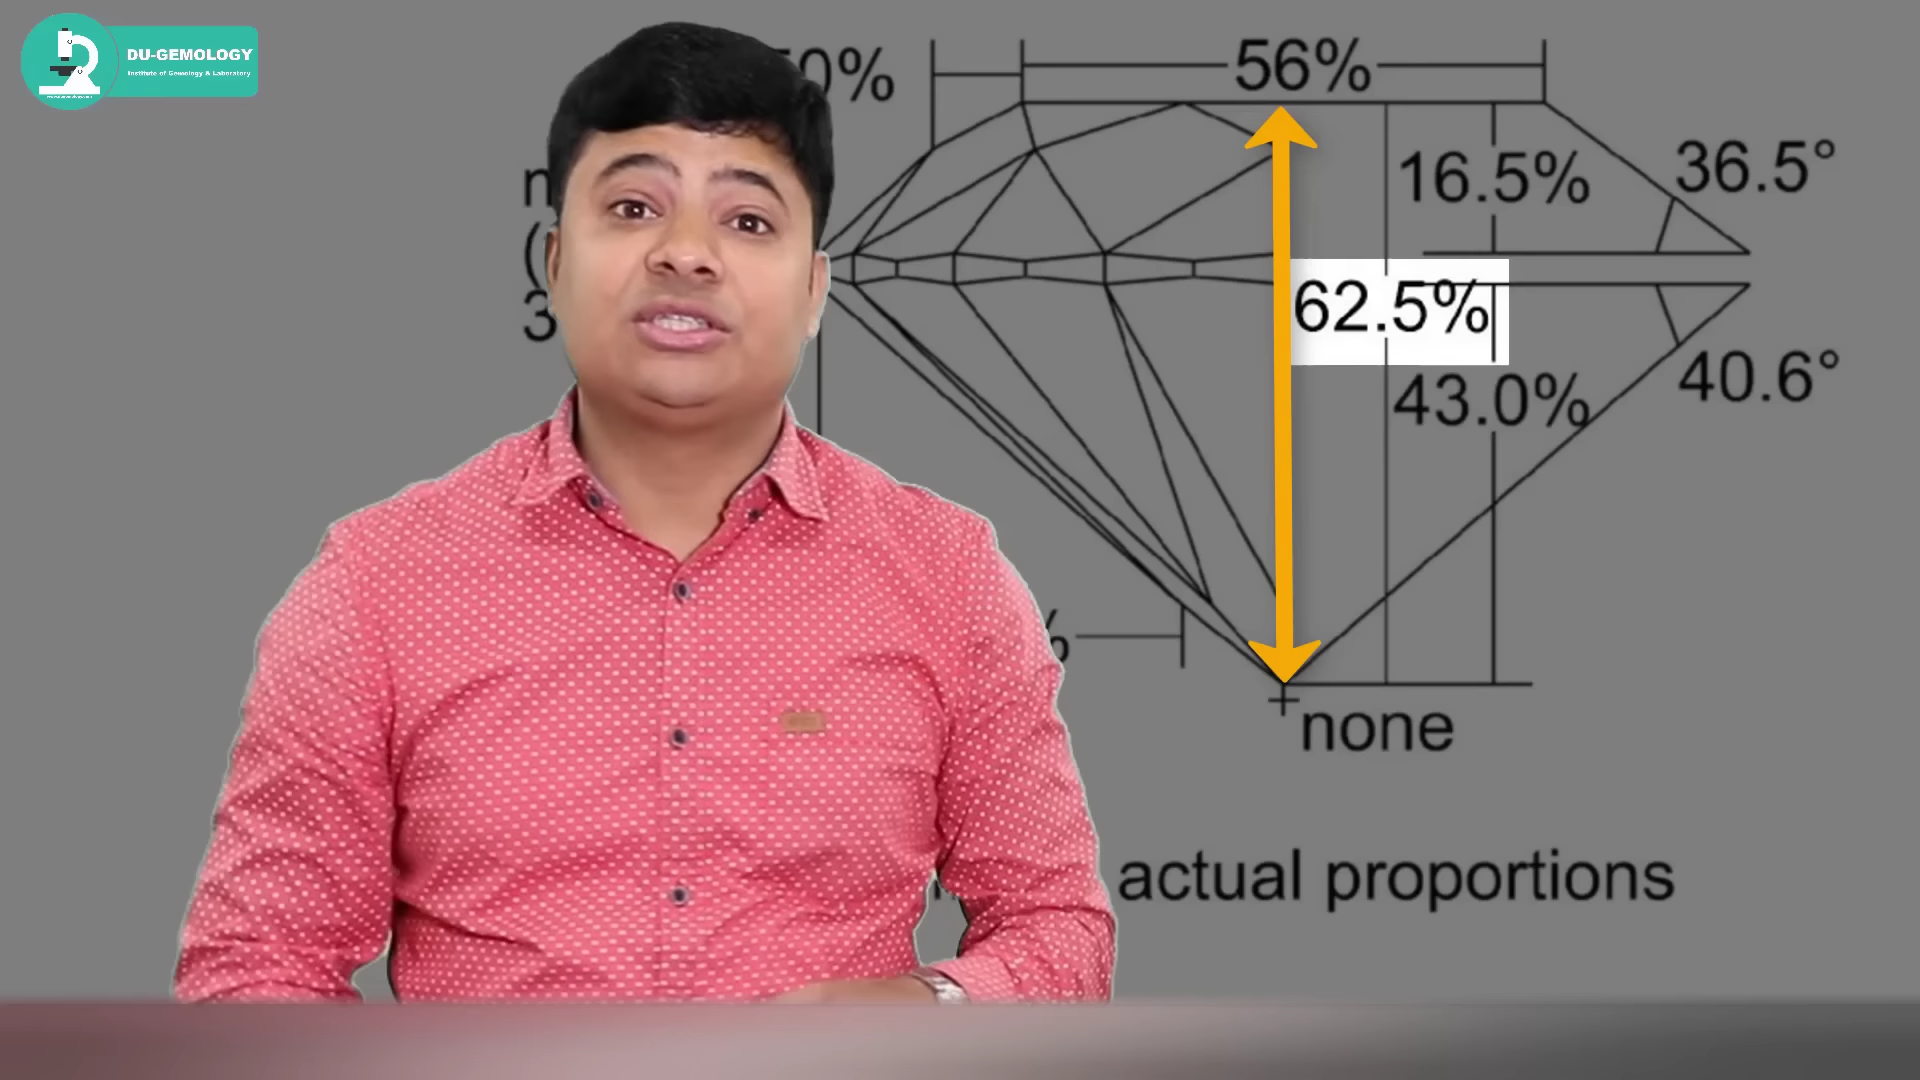 DU-GEMOLOGY
Institute of Gemology & Laboratory
56%
16.5%
36.5°
62.5%
43.0%
40.6°
none
actual proportions